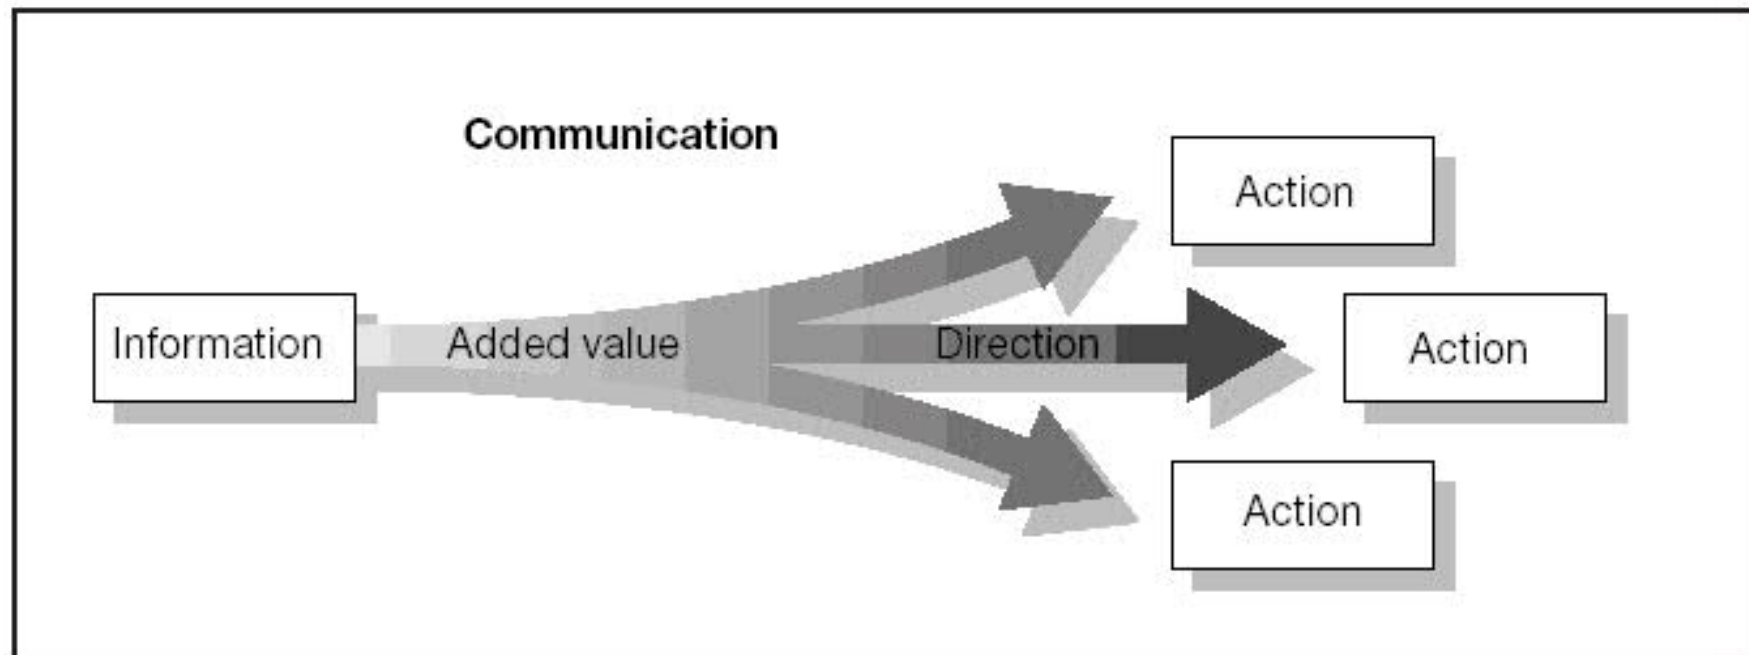 Communication
Action
Information
Added value
Direction
Action
Action